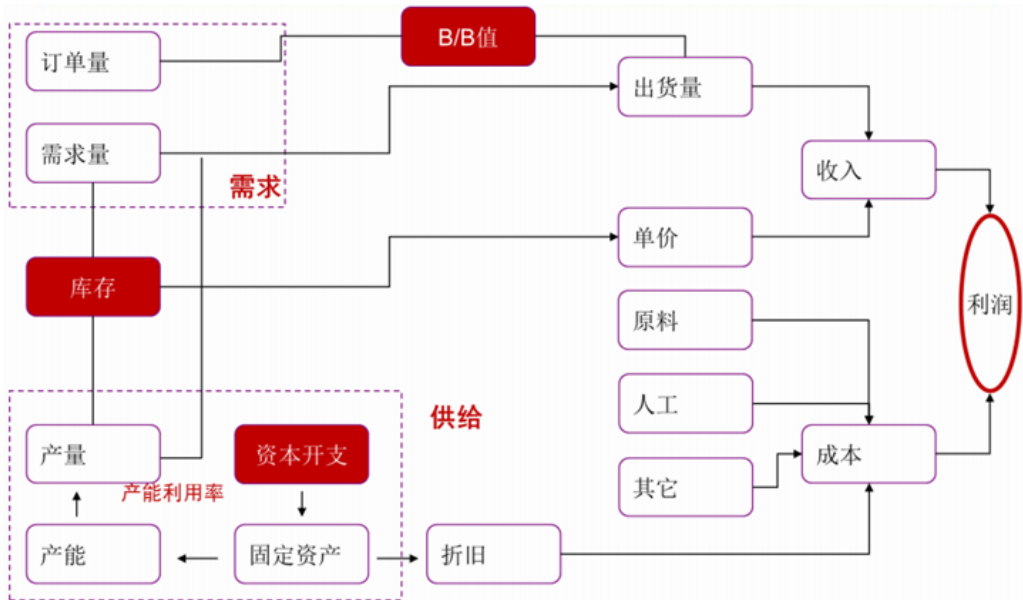 订单量
B/B值
出货量
需求量
需求
收入
单价
库存
利润
原料
人工
供给
产量
资本开支
成本
其它
产能利用率
产能
固定资产
折旧